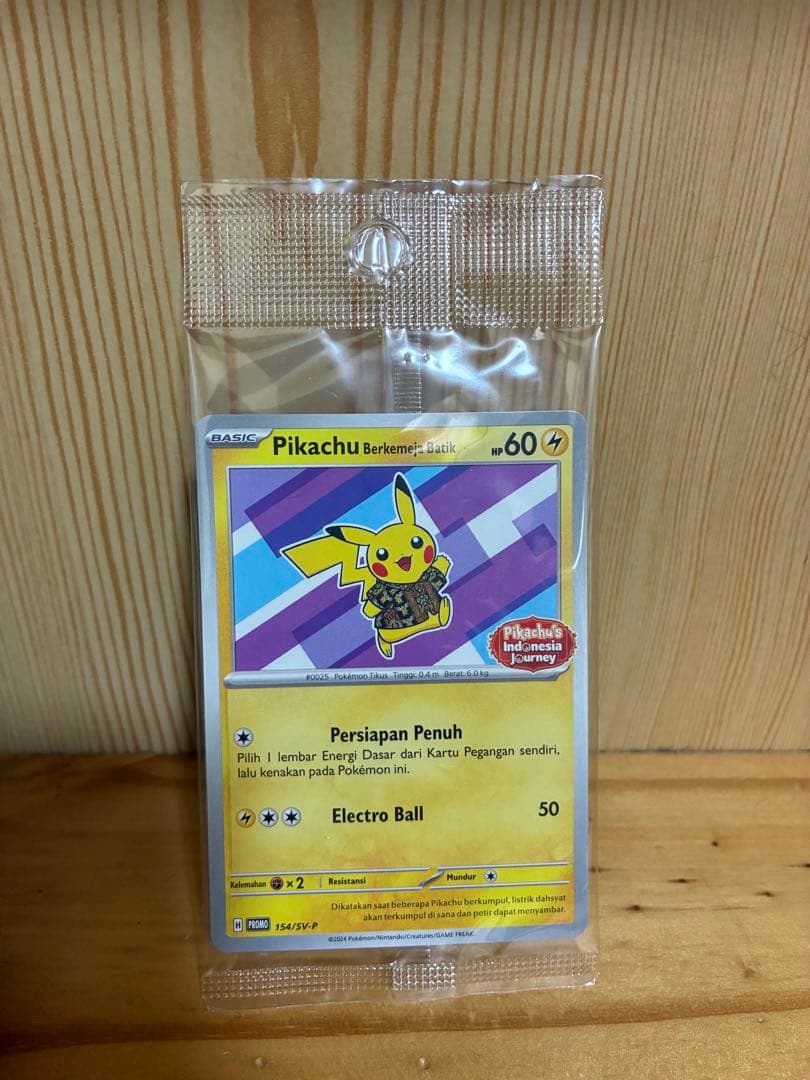 BASIC Pikachu Berkemeja Batik HP 60
Pikachu's
Indonesia
Journey
#0025 Pokémon Tikus Tinggi: 0.4 m Berat: 6.0 kg
Persiapan Penuh
Pilih 1 lembar Energi Dasar dari Kartu Pegangan sendiri,
lalu kenakan pada Pokémon ini.
Electro Ball 50
Kelemahan ×2 Resistansi Mundur
Dikatakan saat beberapa Pikachu berkumpul, listrik dahsyat
akan terkumpul di sana dan petir dapat menyambar.
H PROMO 154/SV-P
©2024 Pokémon/Nintendo/Creatures/GAME FREAK.